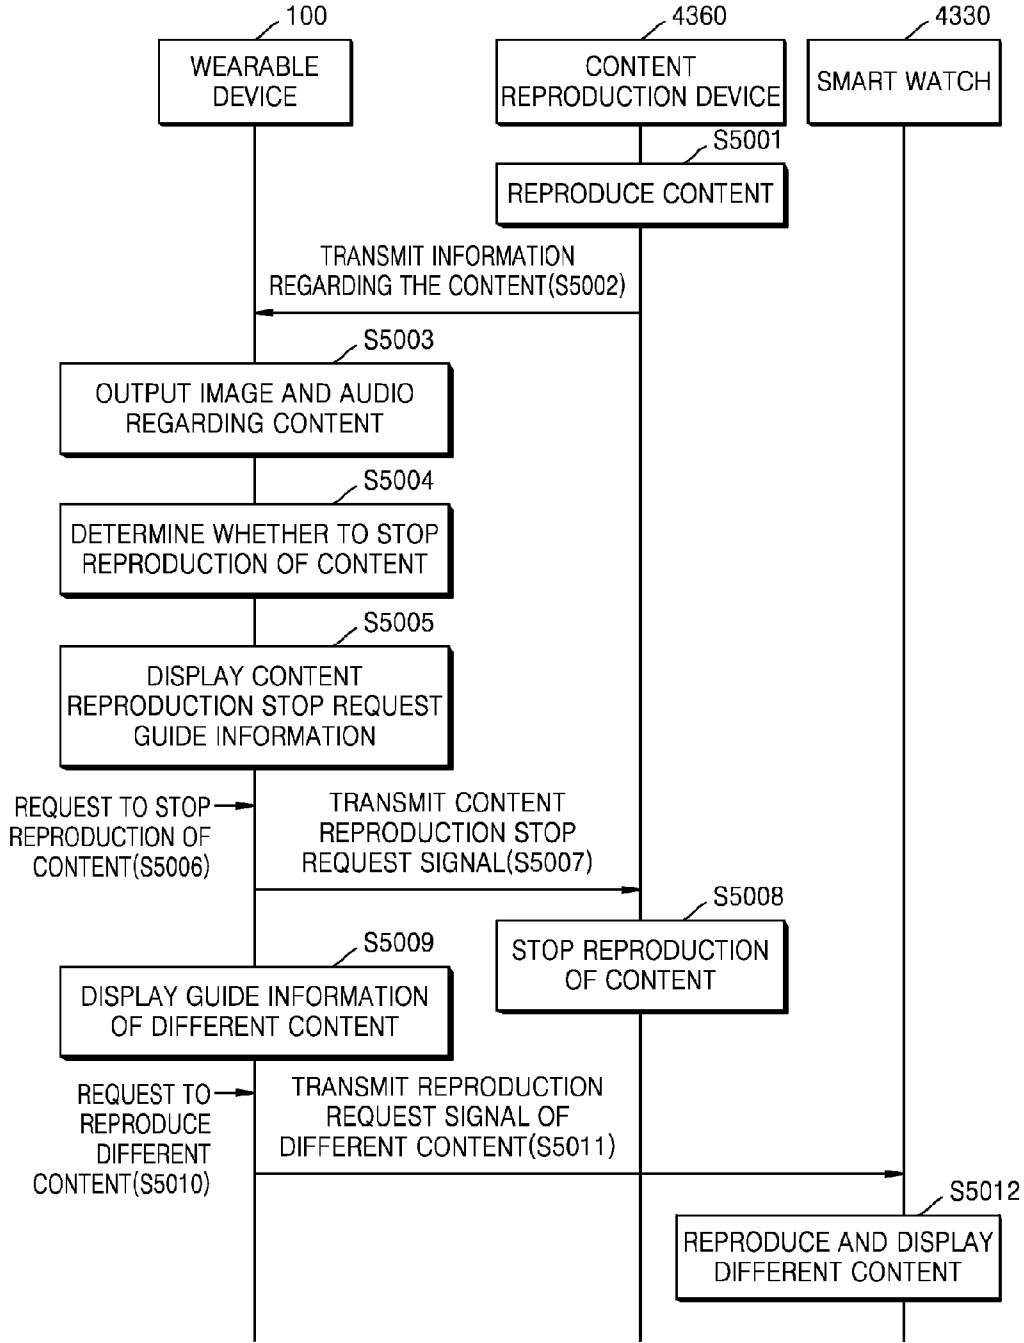 100
4360
4330
WEARABLE
DEVICE
CONTENT
REPRODUCTION DEVICE
SMART WATCH
S5001
REPRODUCE CONTENT
TRANSMIT INFORMATION
REGARDING THE CONTENT(S5002)
S5003
OUTPUT IMAGE AND AUDIO
REGARDING CONTENT
S5004
DETERMINE WHETHER TO STOP
REPRODUCTION OF CONTENT
S5005
DISPLAY CONTENT
REPRODUCTION STOP REQUEST
GUIDE INFORMATION
REQUEST TO STOP
REPRODUCTION OF
CONTENT(S5006)
TRANSMIT CONTENT
REPRODUCTION STOP
REQUEST SIGNAL(S5007)
S5008
STOP REPRODUCTION
OF CONTENT
S5009
DISPLAY GUIDE INFORMATION
OF DIFFERENT CONTENT
REQUEST TO
REPRODUCE
DIFFERENT
CONTENT(S5010)
TRANSMIT REPRODUCTION
REQUEST SIGNAL OF
DIFFERENT CONTENT(S5011)
S5012
REPRODUCE AND DISPLAY
DIFFERENT CONTENT